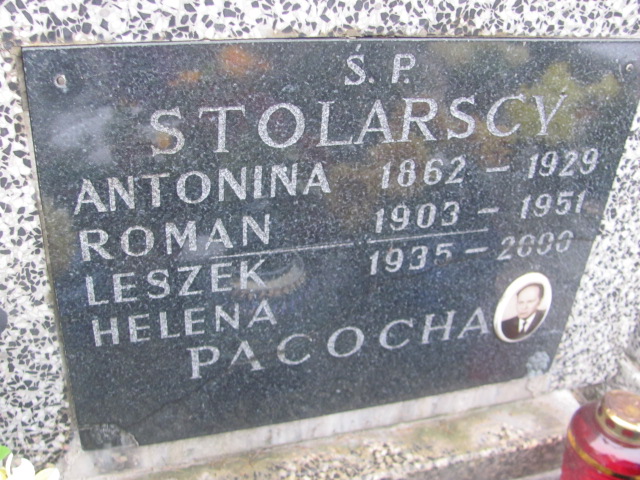 Ś. P.
STOLARSCY
ANTONINA 1862 – 1929
ROMAN 1903 – 1951
LESZEK 1935 – 2000
HELENA
PACOCHA